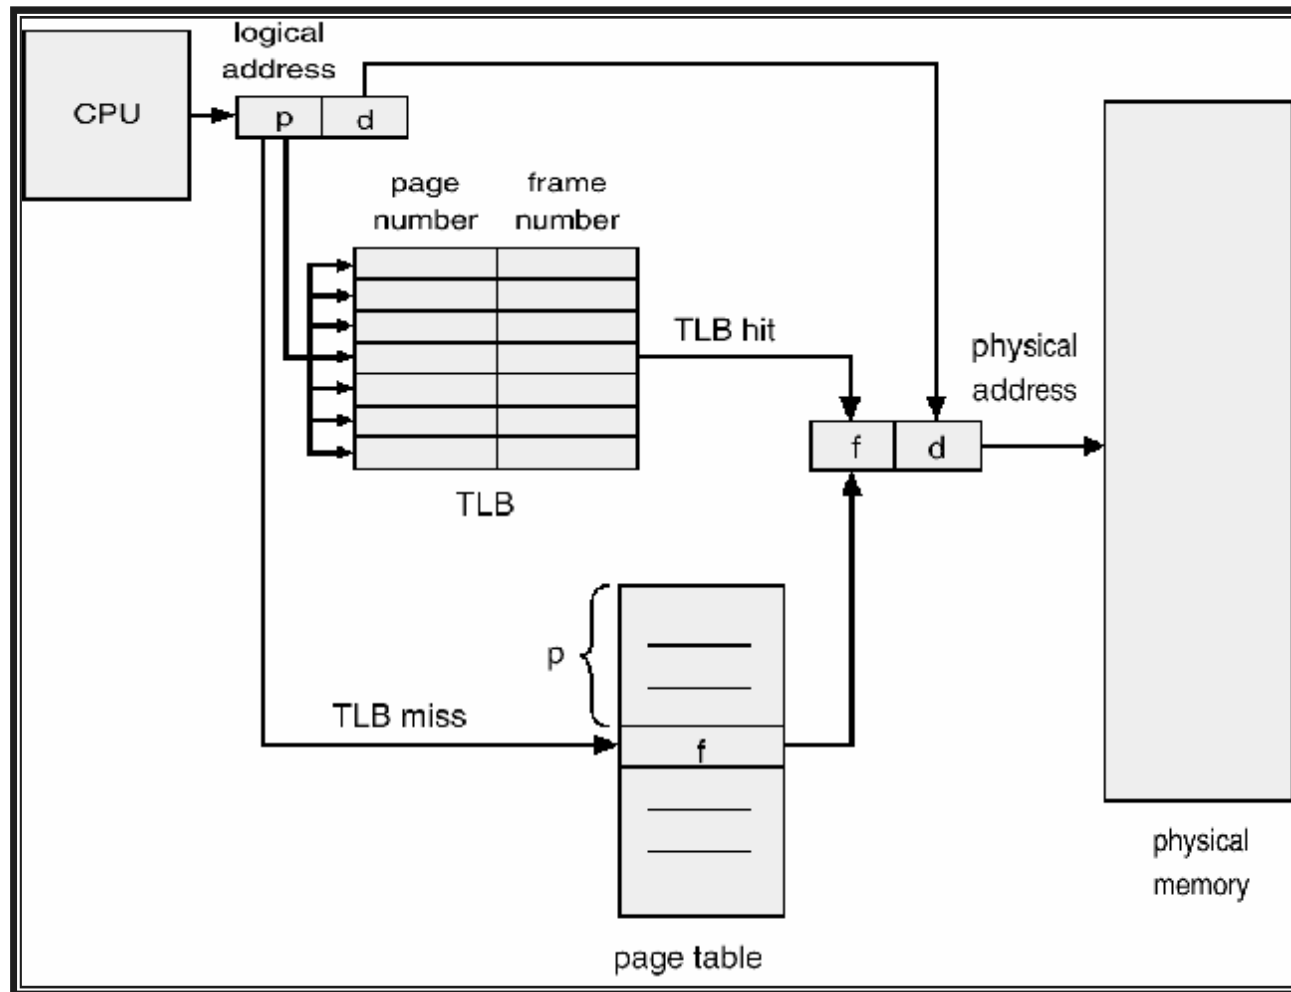 logical
address
CPU
p
d
page
number
frame
number
TLB hit
physical
address
f
d
TLB
p
TLB miss
f
physical
memory
page table